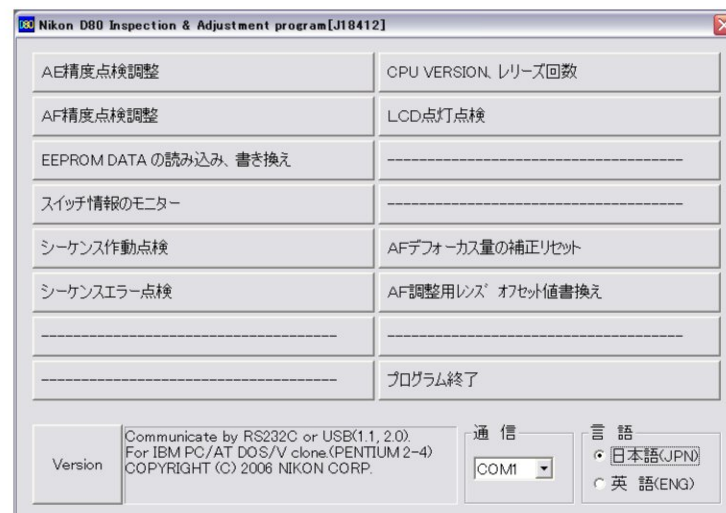 Nikon D80 Inspection & Adjustment program[J18412]
AE精度点検調整
CPU VERSION、レリーズ回数
AF精度点検調整
LCD点灯点検
EEPROM DATA の読み込み、書き換え
-------------------------------------
スイッチ情報のモニター
-------------------------------------
シーケンス作動点検
AFデフォーカス量の補正リセット
シーケンスエラー点検
AF調整用レンズ オフセット値書換え
-------------------------------------
-------------------------------------
-------------------------------------
プログラム終了
Version
Communicate by RS232C or USB(1.1, 2.0).
For IBM PC/AT DOS/V clone.(PENTIUM 2-4)
COPYRIGHT (C) 2006 NIKON CORP.
通 信
COM1
言 語
日本語(JPN)
英 語(ENG)